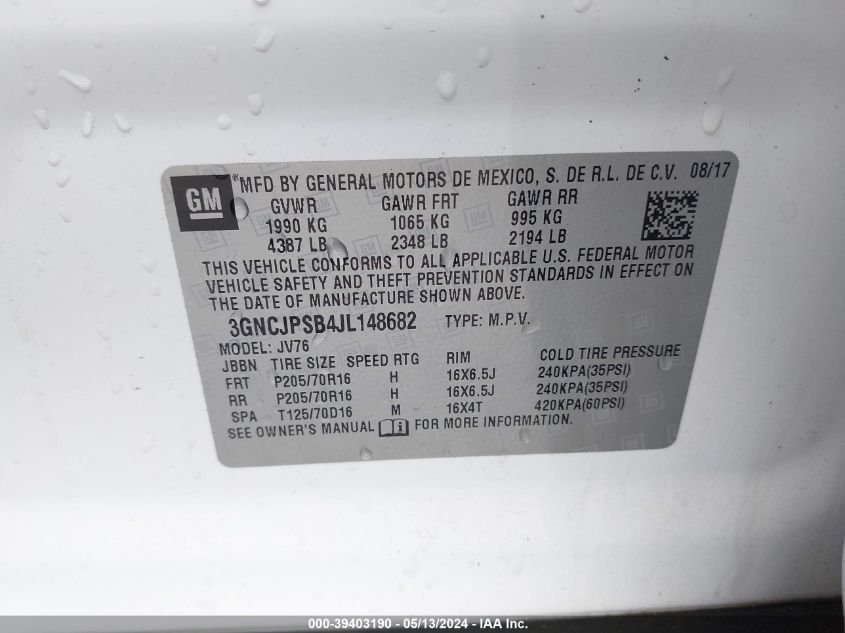 GM
®MFD BY GENERAL MOTORS DE MEXICO, S. DE R.L. DE C.V. 08/17
GVWR GAWR FRT GAWR RR
1990 KG 1065 KG 995 KG
4387 LB 2348 LB 2194 LB
THIS VEHICLE CONFORMS TO ALL APPLICABLE U.S. FEDERAL MOTOR
VEHICLE SAFETY AND THEFT PREVENTION STANDARDS IN EFFECT ON
THE DATE OF MANUFACTURE SHOWN ABOVE.
3GNCJPSB4JL148682 TYPE: M.P.V.
MODEL: JV76
JBBN TIRE SIZE SPEED RTG RIM COLD TIRE PRESSURE
FRT P205/70R16 H 16X6.5J 240KPA(35PSI)
RR P205/70R16 H 16X6.5J 240KPA(35PSI)
SPA T125/70D16 M 16X4T 420KPA(60PSI)
SEE OWNER'S MANUAL FOR MORE INFORMATION.
000-39403190 - 05/13/2024 - IAA Inc.